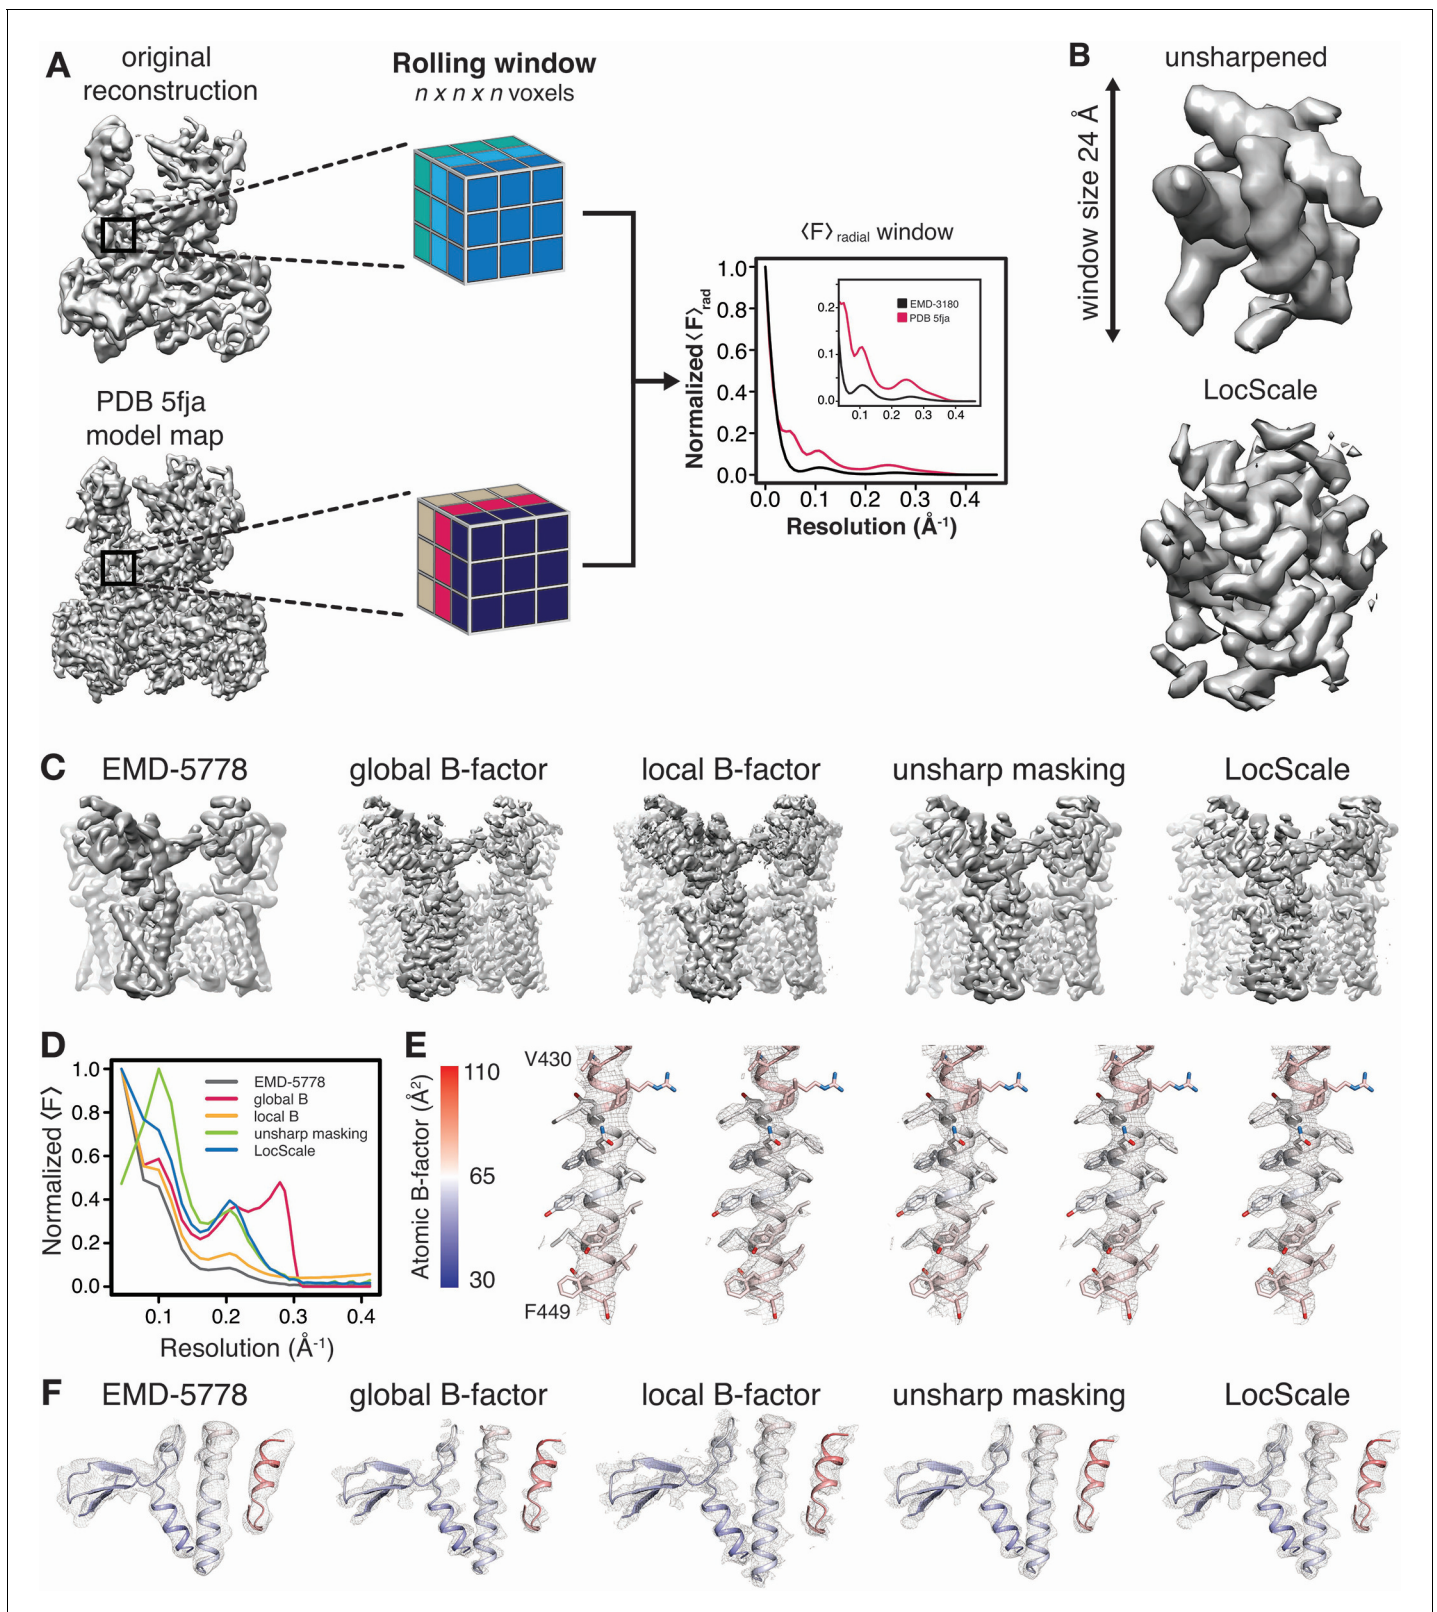 A
original
reconstruction
Rolling window
n x n x n voxels
PDB 5fja
model map
⟨F⟩radial window
Normalized ⟨F⟩rad
1.0
0.8
0.6
0.4
0.2
0.0
0.0 0.1 0.2 0.3 0.4
Resolution (Å-1)
0.2
0.1
0.0
0.1 0.2 0.3 0.4
EMD-3180
PDB 5fja
B
unsharpened
window size 24 Å
LocScale
C
EMD-5778
global B-factor
local B-factor
unsharp masking
LocScale
D
Normalized ⟨F⟩
1.0
0.8
0.6
0.4
0.2
0.0
EMD-5778
global B
local B
unsharp masking
LocScale
0.1 0.2 0.3 0.4
Resolution (Å-1)
E
Atomic B-factor (Å2)
110
65
30
V430
F449
F
EMD-5778
global B-factor
local B-factor
unsharp masking
LocScale